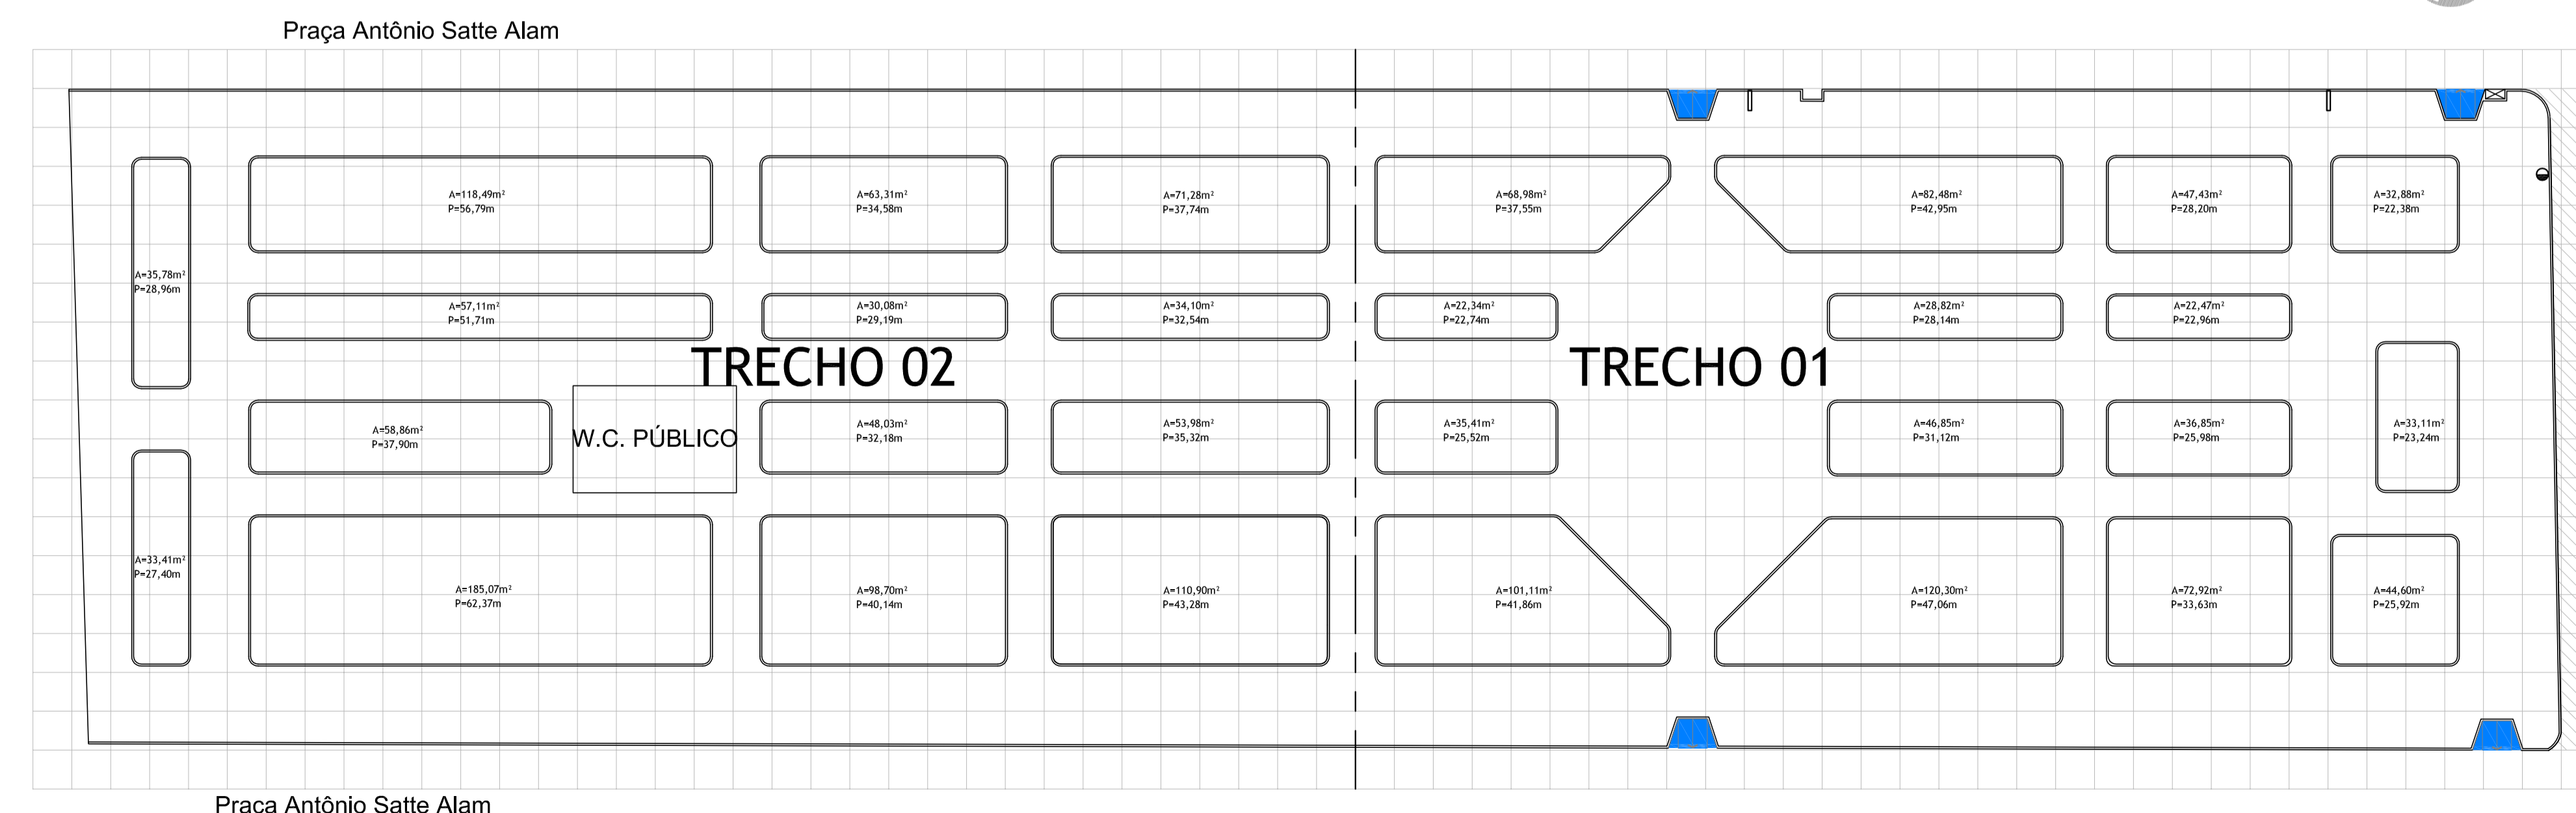 Praça Antônio Satte Alam
A=118,49m²
P=56,79m
A=63,31m²
P=34,58m
A=71,28m²
P=37,74m
A=68,98m²
P=37,55m
A=82,48m²
P=42,95m
A=47,43m²
P=28,20m
A=32,88m²
P=22,38m
A=35,78m²
P=28,96m
A=57,11m²
P=51,71m
A=30,08m²
P=29,19m
A=34,10m²
P=32,54m
A=22,34m²
P=22,74m
A=28,82m²
P=28,14m
A=22,47m²
P=22,96m
TRECHO 02
TRECHO 01
A=58,86m²
P=37,90m
W.C. PÚBLICO
A=48,03m²
P=32,18m
A=53,98m²
P=35,32m
A=35,41m²
P=25,52m
A=46,85m²
P=31,12m
A=36,85m²
P=25,98m
A=33,11m²
P=23,24m
A=33,41m²
P=27,40m
A=185,07m²
P=62,37m
A=98,70m²
P=40,14m
A=110,90m²
P=43,28m
A=101,11m²
P=41,86m
A=120,30m²
P=47,06m
A=72,92m²
P=33,63m
A=44,60m²
P=25,92m
Praça Antônio Satte Alam